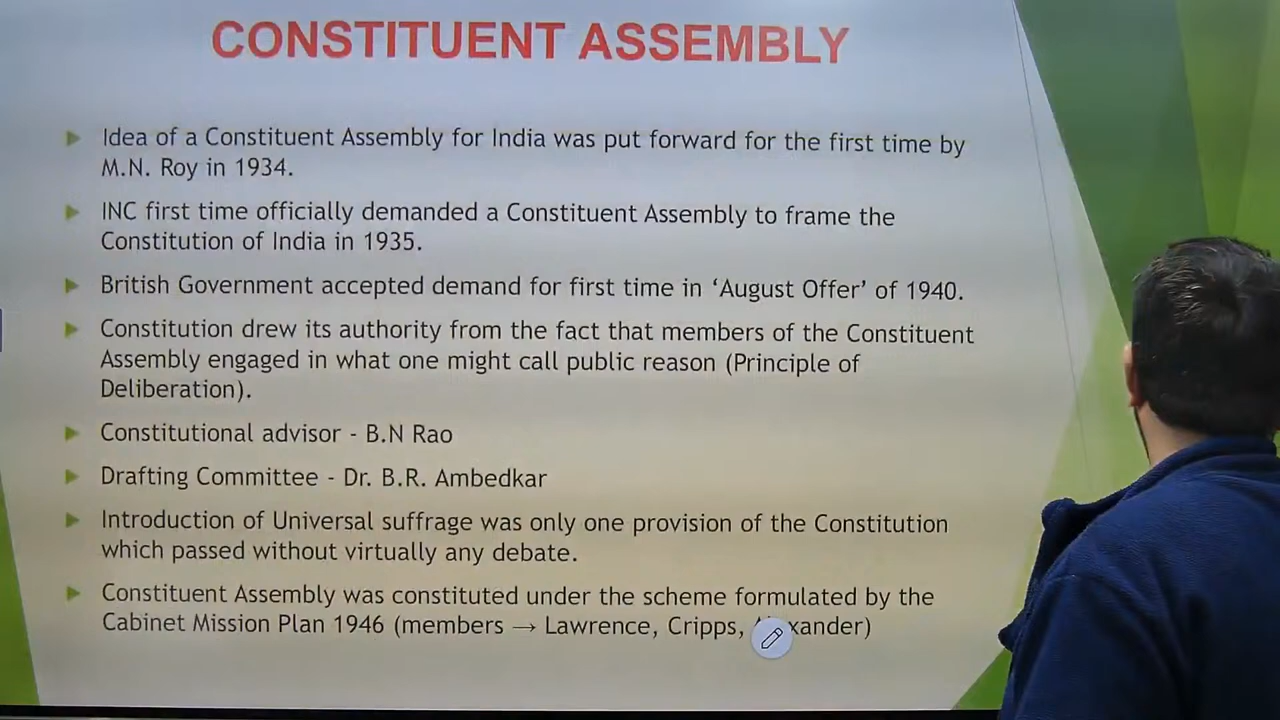 CONSTITUENT ASSEMBLY
Idea of a Constituent Assembly for India was put forward for the first time by
M.N. Roy in 1934.
INC first time officially demanded a Constituent Assembly to frame the
Constitution of India in 1935.
British Government accepted demand for first time in ‘August Offer’ of 1940.
Constitution drew its authority from the fact that members of the Constituent
Assembly engaged in what one might call public reason (Principle of
Deliberation).
Constitutional advisor - B.N Rao
Drafting Committee - Dr. B.R. Ambedkar
Introduction of Universal suffrage was only one provision of the Constitution
which passed without virtually any debate.
Constituent Assembly was constituted under the scheme formulated by the
Cabinet Mission Plan 1946 (members → Lawrence, Cripps,